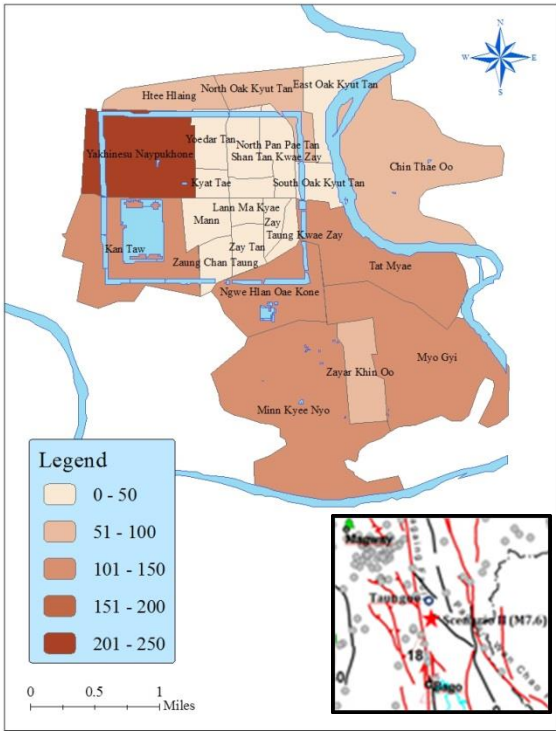 N
W E
S
East Oak Kyut Tan
North Oak Kyut Tan
Htee Hlaing
Yoedar Tan
North Pan Pae Tan
Yakhinesu Naypukhone
Shan Tan Kwae Zay
Chin Thae Oo
Kyat Tae
South Oak Kyut Tan
Lann Ma Kyae
Mann
Zay
Taung Kwae Zay
Kan Taw
Zay Tan
Zaung Chan Taung
Tat Myae
Ngwe Hlan Oae Kone
Myo Gyi
Zayar Khin Oo
Minn Kyee Nyo
Legend
0 - 50
51 - 100
101 - 150
151 - 200
201 - 250
0 0.5 1
Miles
Magway
Taungoo
Scenario II (M7.6)
18
Bago